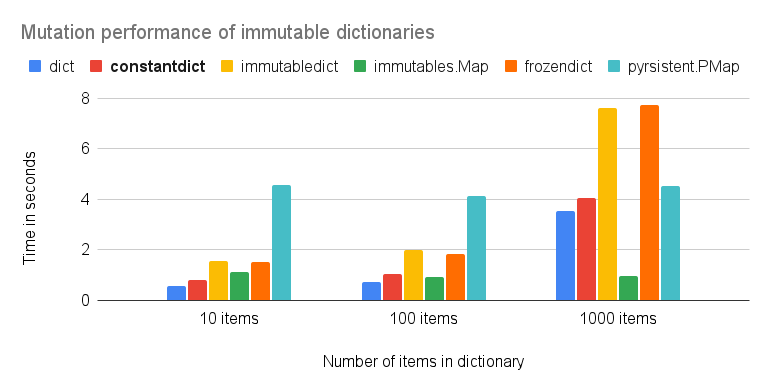 Mutation performance of immutable dictionaries
dict constantdict immutabledict immutables.Map frozendict pyrsistent.PMap
Time in seconds
8
6
4
2
0
10 items 100 items 1000 items
Number of items in dictionary